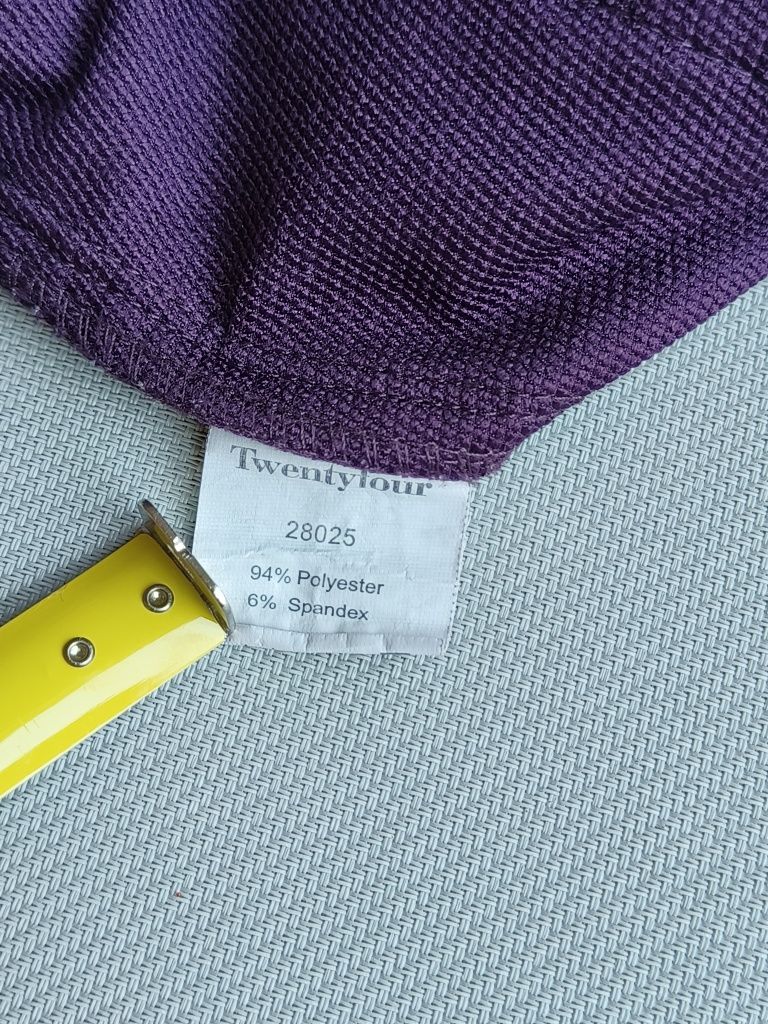 Twentyfour
28025
94% Polyester
6% Spandex